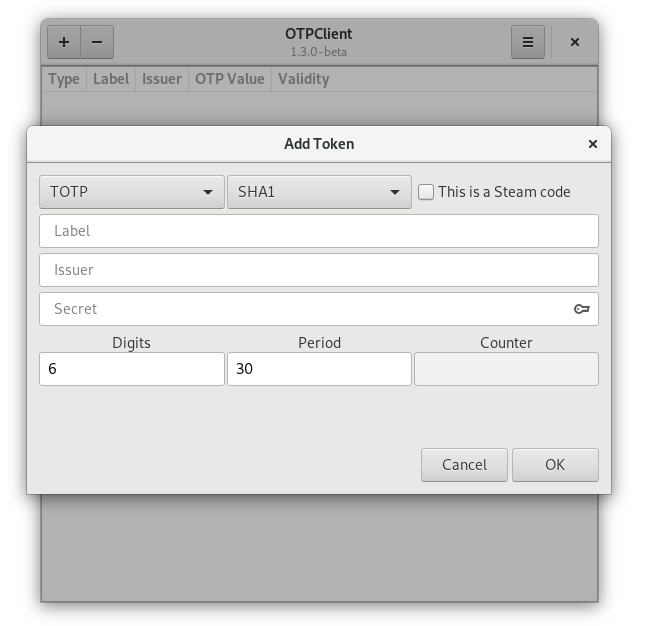 OTPClient
1.3.0-beta
Type Label Issuer OTP Value Validity
Add Token
TOTP SHA1 This is a Steam code
Label
Issuer
Secret
Digits Period Counter
6 30
Cancel OK